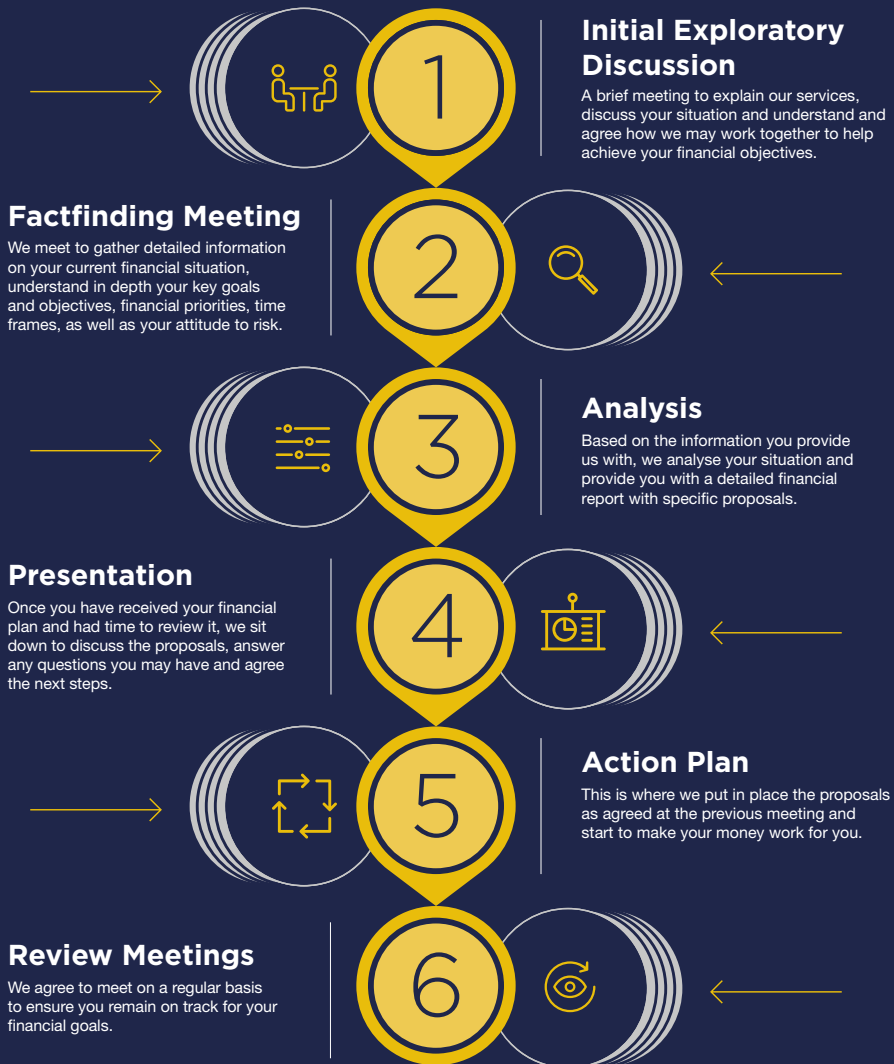 1
Initial Exploratory
Discussion
A brief meeting to explain our services,
discuss your situation and understand and
agree how we may work together to help
achieve your financial objectives.
Factfinding Meeting
We meet to gather detailed information
on your current financial situation,
understand in depth your key goals
and objectives, financial priorities, time
frames, as well as your attitude to risk.
2
3
Analysis
Based on the information you provide
us with, we analyse your situation and
provide you with a detailed financial
report with specific proposals.
Presentation
Once you have received your financial
plan and had time to review it, we sit
down to discuss the proposals, answer
any questions you may have and agree
the next steps.
4
5
Action Plan
This is where we put in place the proposals
as agreed at the previous meeting and
start to make your money work for you.
Review Meetings
We agree to meet on a regular basis
to ensure you remain on track for your
financial goals.
6